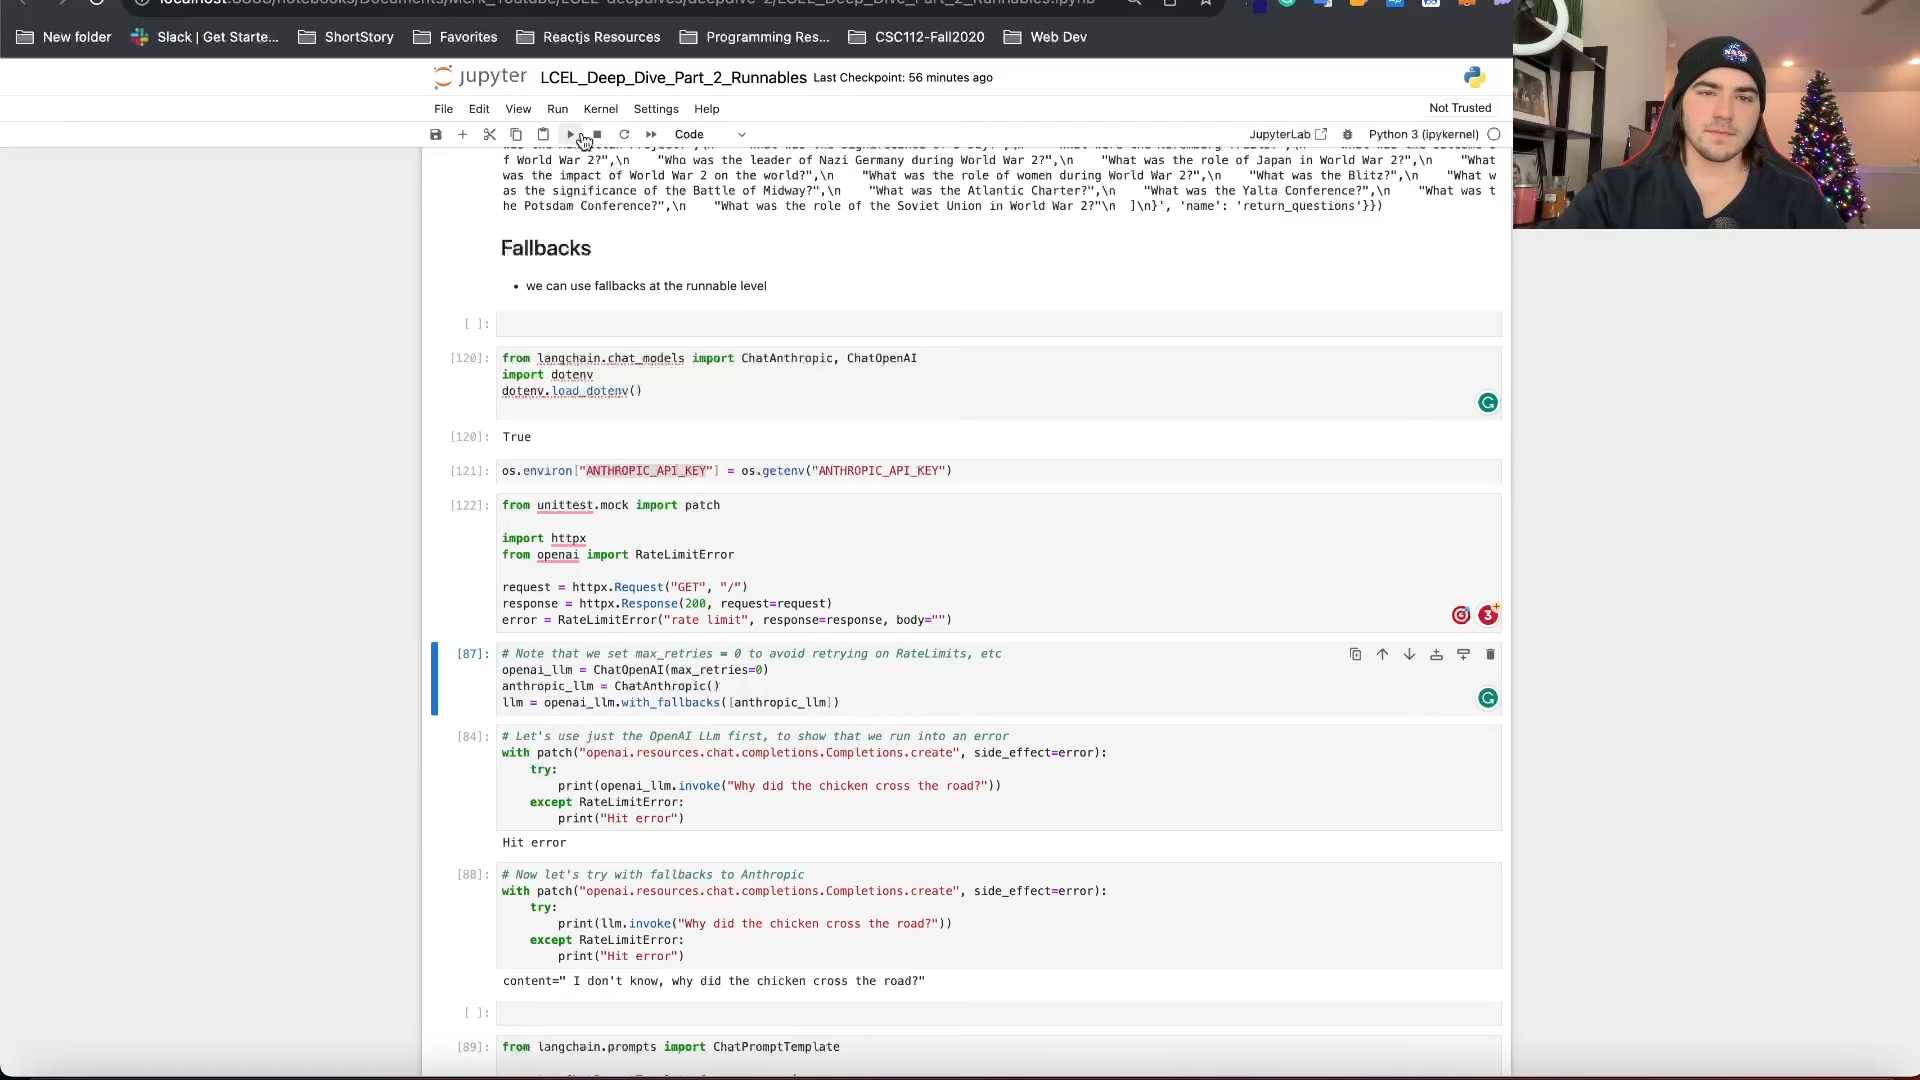 localhost:8888/notebooks/Documents/Merk_Youtube/LCEL-deepdives/deepdive-2/LCEL_Deep_Dive_Part_2_Runnables.ipynb
New folder Slack | Get Starte... ShortStory Favorites Reactjs Resources Programming Res... CSC112-Fall2020 Web Dev
jupyter LCEL_Deep_Dive_Part_2_Runnables Last Checkpoint: 56 minutes ago
File Edit View Run Kernel Settings Help Not Trusted
Code JupyterLab Python 3 (ipykernel)
f World War 2?",\n    "Who was the leader of Nazi Germany during World War 2?",\n    "What was the role of Japan in World War 2?",\n    "What
was the impact of World War 2 on the world?",\n    "What was the role of women during World War 2?",\n    "What was the Blitz?",\n    "What w
as the significance of the Battle of Midway?",\n    "What was the Atlantic Charter?",\n    "What was the Yalta Conference?",\n    "What was t
he Potsdam Conference?",\n    "What was the role of the Soviet Union in World War 2?"\n  ]\n}', 'name': 'return_questions'}})
Fallbacks
• we can use fallbacks at the runnable level
[ ]:
[120]: from langchain.chat_models import ChatAnthropic, ChatOpenAI
import dotenv
dotenv.load_dotenv()
[120]: True
[121]: os.environ["ANTHROPIC_API_KEY"] = os.getenv("ANTHROPIC_API_KEY")
[122]: from unittest.mock import patch
import httpx
from openai import RateLimitError
request = httpx.Request("GET", "/")
response = httpx.Response(200, request=request)
error = RateLimitError("rate limit", response=response, body="")
3+
[87]: # Note that we set max_retries = 0 to avoid retrying on RateLimits, etc
openai_llm = ChatOpenAI(max_retries=0)
anthropic_llm = ChatAnthropic()
llm = openai_llm.with_fallbacks([anthropic_llm])
[84]: # Let's use just the OpenAI LLm first, to show that we run into an error
with patch("openai.resources.chat.completions.Completions.create", side_effect=error):
try:
print(openai_llm.invoke("Why did the chicken cross the road?"))
except RateLimitError:
print("Hit error")
Hit error
[88]: # Now let's try with fallbacks to Anthropic
with patch("openai.resources.chat.completions.Completions.create", side_effect=error):
try:
print(llm.invoke("Why did the chicken cross the road?"))
except RateLimitError:
print("Hit error")
content=" I don't know, why did the chicken cross the road?"
[ ]:
[89]: from langchain.prompts import ChatPromptTemplate
NASA